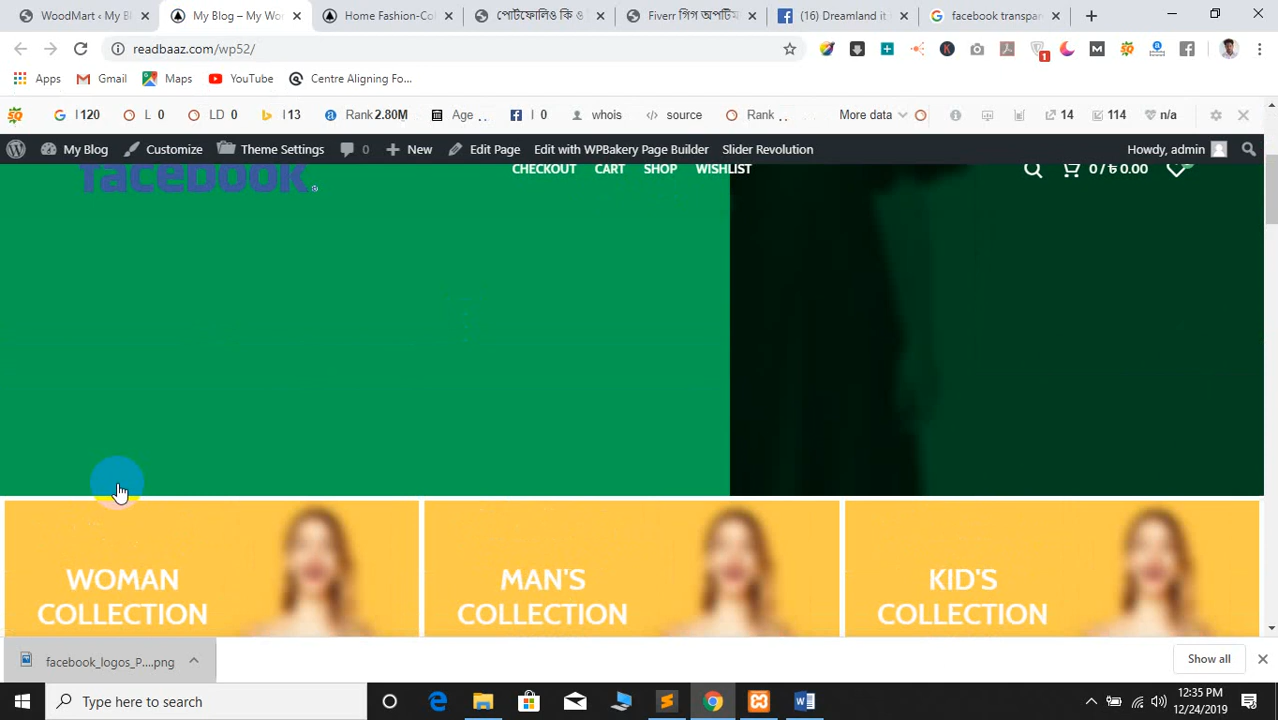 WoodMart ‹ My B
My Blog – My Wo
Home Fashion-Co
পোর্টফোলিও কি ও
Fiverr গিগ অপটিম
(16) Dreamland it
facebook transpar
readbaaz.com/wp52/
1
Apps
Gmail
Maps
YouTube
Centre Aligning Fo...
I 120
L 0
LD 0
I 13
Rank 2.80M
Age
I 0
whois
source
Rank
More data
14
114
n/a
My Blog
Customize
Theme Settings
0
New
Edit Page
Edit with WPBakery Page Builder
Slider Revolution
Howdy, admin
facebook
CHECKOUT
CART
SHOP
WISHLIST
0 / ৳ 0.00
WOMAN
COLLECTION
MAN'S
COLLECTION
KID'S
COLLECTION
facebook_logos_P....png
Show all
Type here to search
12:35 PM
12/24/2019